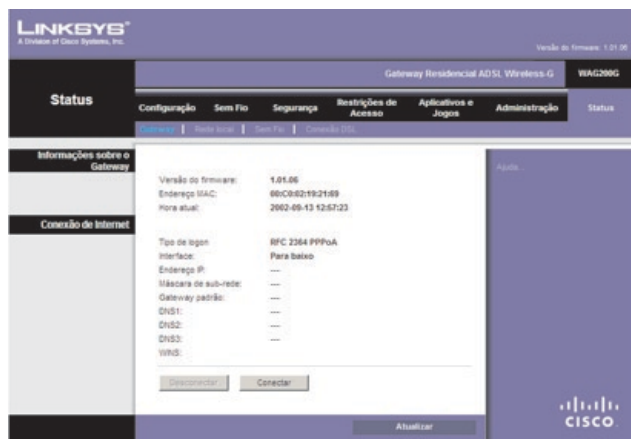 LINKSYS®
A Division of Cisco Systems, Inc.
Versão do firmware: 1.01.06
Gateway Residencial ADSL Wireless-G WAG200G
Status
Configuração Sem Fio Segurança Restrições de Acesso Aplicativos e Jogos Administração Status
Gateway | Rede local | Sem Fio | Conexão DSL
Informações sobre o Gateway
Ajuda...
Versão do firmware: 1.01.06
Endereço MAC: 00:C0:02:19:21:69
Hora atual: 2002-09-13 12:57:23
Conexão de Internet
Tipo de logon RFC 2364 PPPoA
Interface: Para baixo
Endereço IP: ---
Máscara de sub-rede: ---
Gateway padrão: ---
DNS1: ---
DNS2: ---
DNS3: ---
WINS:
Desconectar Conectar
Atualizar
CISCO